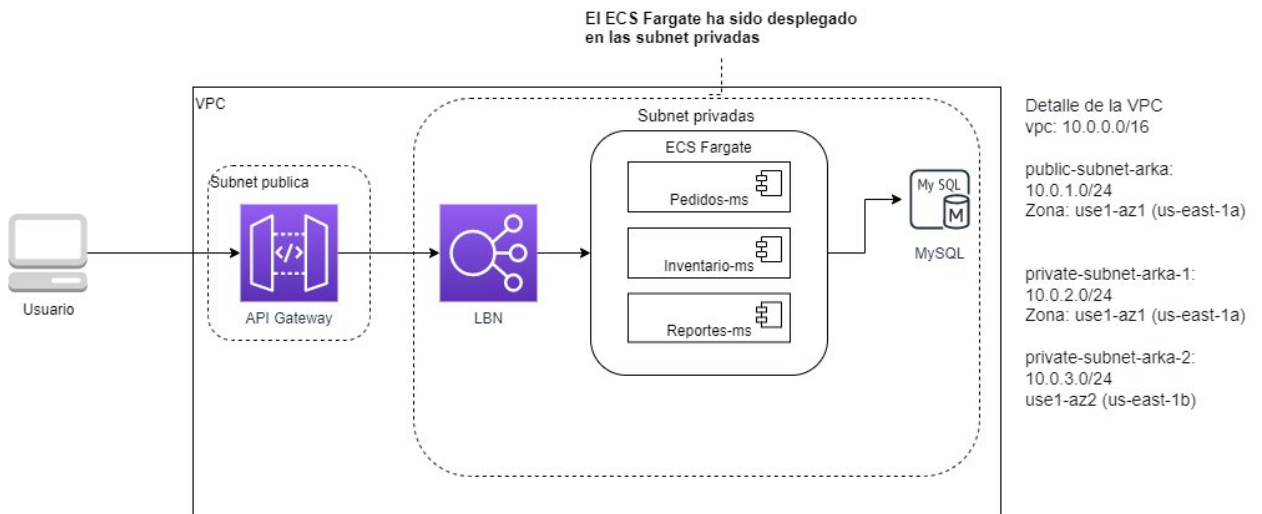 El ECS Fargate ha sido desplegado
en las subnet privadas
VPC
Subnet privadas
ECS Fargate
Subnet publica
Pedidos-ms
Inventario-ms
Reportes-ms
My SQL
M
MySQL
API Gateway
LBN
Usuario
Detalle de la VPC
vpc: 10.0.0.0/16
public-subnet-arka:
10.0.1.0/24
Zona: use1-az1 (us-east-1a)
private-subnet-arka-1:
10.0.2.0/24
Zona: use1-az1 (us-east-1a)
private-subnet-arka-2:
10.0.3.0/24
use1-az2 (us-east-1b)